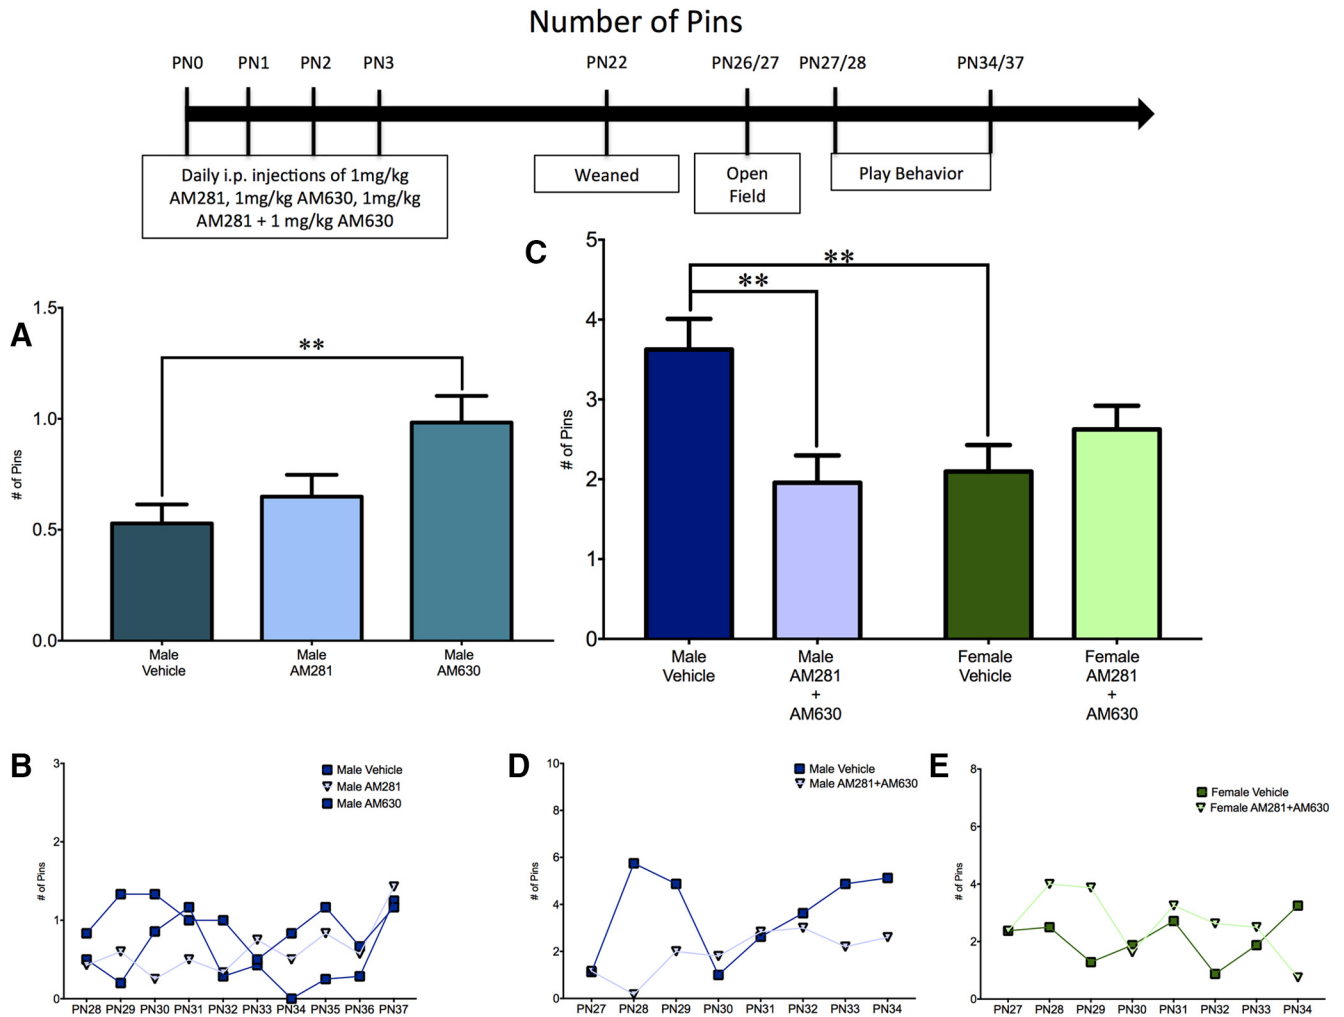 Number of Pins
PN0 PN1 PN2 PN3 PN22 PN26/27 PN27/28 PN34/37
Daily i.p. injections of 1mg/kg
AM281, 1mg/kg AM630, 1mg/kg
AM281 + 1 mg/kg AM630
Weaned
Open
Field
Play Behavior
A
1.5
1.0
0.5
0.0
# of Pins
**
Male
Vehicle
Male
AM281
Male
AM630
C
5
4
3
2
1
0
# of Pins
**
**
Male
Vehicle
Male
AM281
+
AM630
Female
Vehicle
Female
AM281
+
AM630
B
3
2
1
0
# of Pins
Male Vehicle
Male AM281
Male AM630
PN28 PN29 PN30 PN31 PN32 PN33 PN34 PN35 PN36 PN37
D
10
8
6
4
2
0
# of Pins
Male Vehicle
Male AM281+AM630
PN27 PN28 PN29 PN30 PN31 PN32 PN33 PN34
E
8
6
4
2
0
# of Pins
Female Vehicle
Female AM281+AM630
PN27 PN28 PN29 PN30 PN31 PN32 PN33 PN34